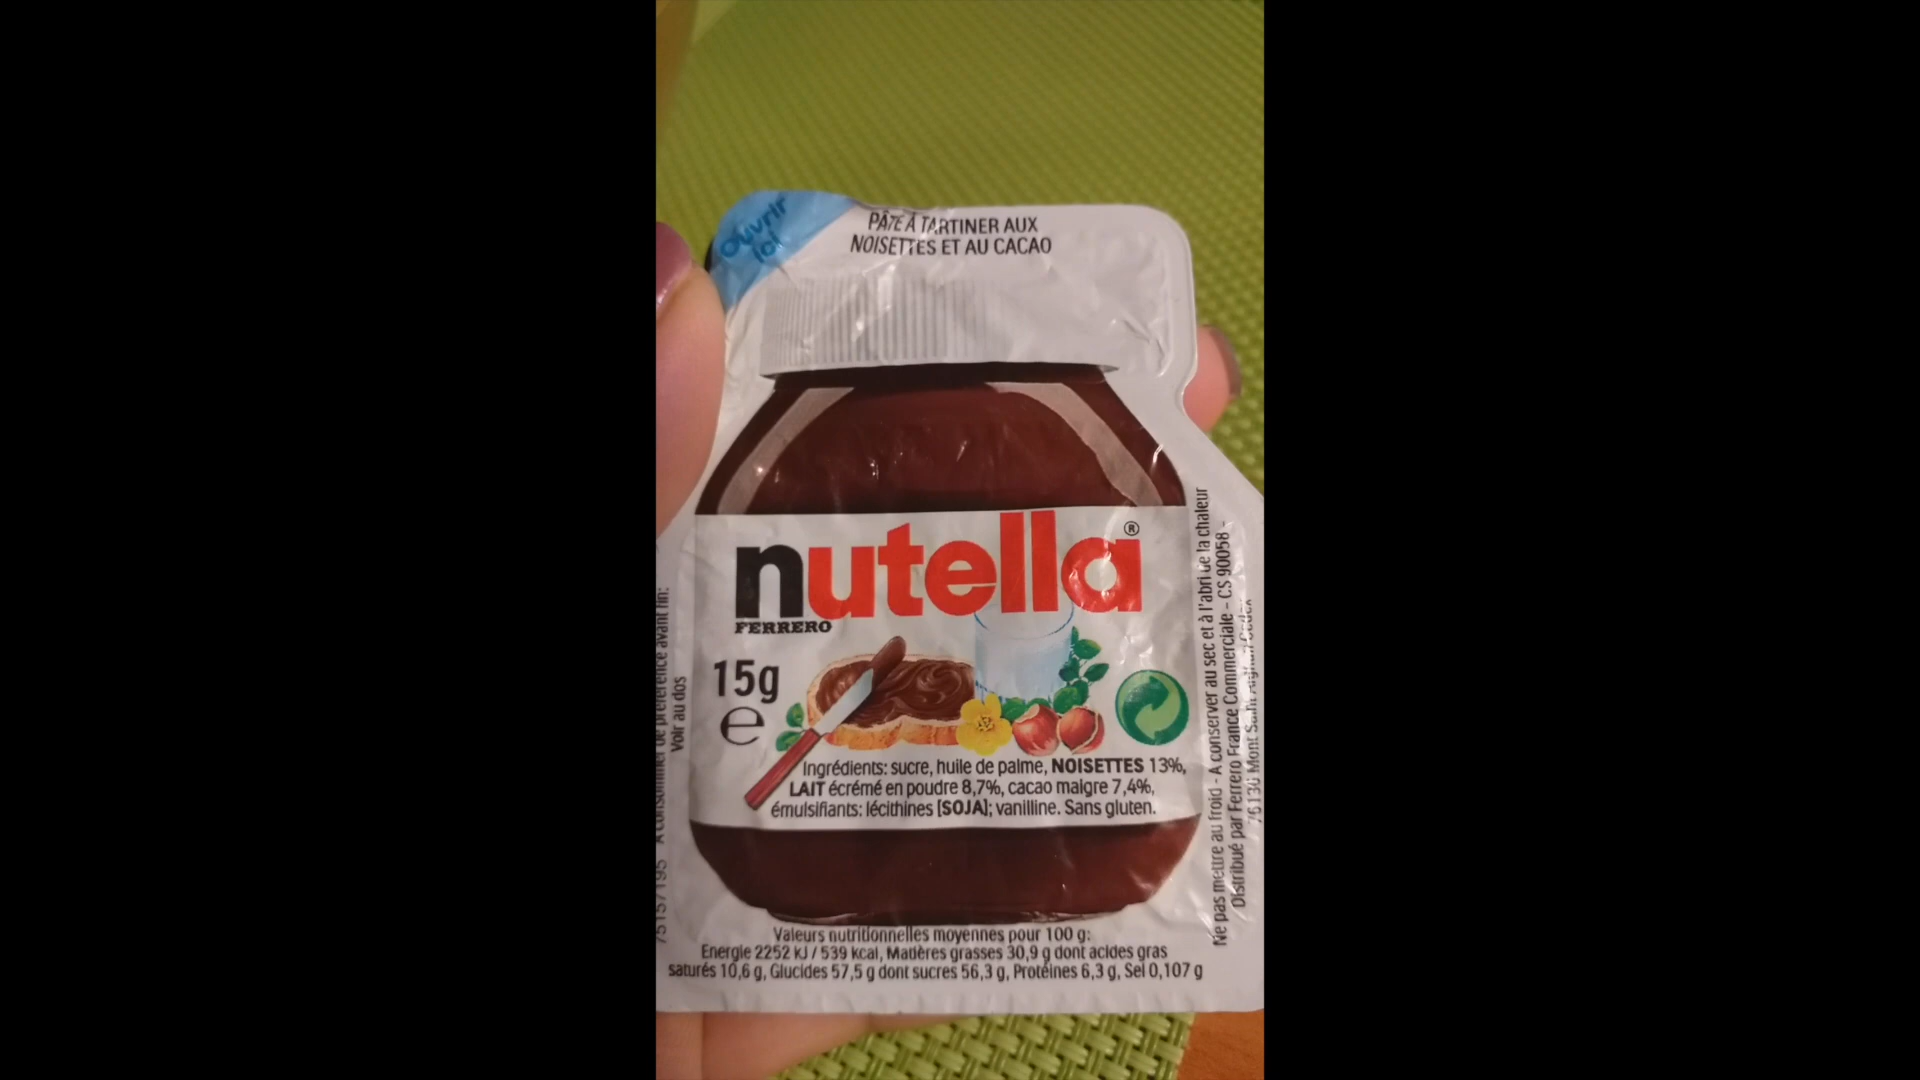 Ouvrir
ici
PÂTE À TARTINER AUX
NOISETTES ET AU CACAO
nutella®
FERRERO
15g
e
Ingrédients: sucre, huile de palme, NOISETTES 13%,
LAIT écrémé en poudre 8,7%, cacao maigre 7,4%,
émulsifiants: lécithines [SOJA]; vanilline. Sans gluten.
Valeurs nutritionnelles moyennes pour 100 g:
Energie 2252 kJ / 539 kcal, Matières grasses 30,9 g dont acides gras
saturés 10,6 g, Glucides 57,5 g dont sucres 56,3 g, Protéines 6,3 g, Sel 0,107 g
75157195 A consommer de préférence avant fin:
Voir au dos
Ne pas mettre au froid - A conserver au sec et à l'abri de la chaleur
Distribué par Ferrero France Commerciale - CS 90058 -
76130 Mont Saint